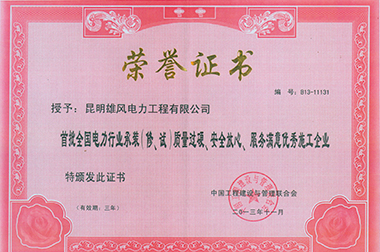 荣誉证书
编 号: 813-11131
授予: 昆明雄风电力工程有限公司
首批全国电力行业承装(修、试)质量过硬、安全放心、服务满意优秀施工企业
特颁发此证书
中国工程建设与管理联合会
(有效期: 三年)
二〇一三年十一月